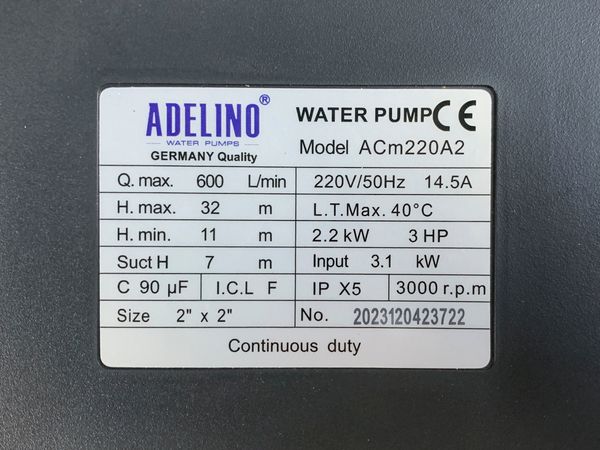 ADELINO®
WATER PUMPS
GERMANY Quality
WATER PUMP CE
Model ACm220A2
Q. max. 600 L/min
220V/50Hz 14.5A
H. max. 32 m
L.T.Max. 40°C
H. min. 11 m
2.2 kW 3 HP
Suct H 7 m
Input 3.1 kW
C 90 µF I.C.L F
IP X5 3000 r.p.m
Size 2" x 2"
No. 2023120423722
Continuous duty